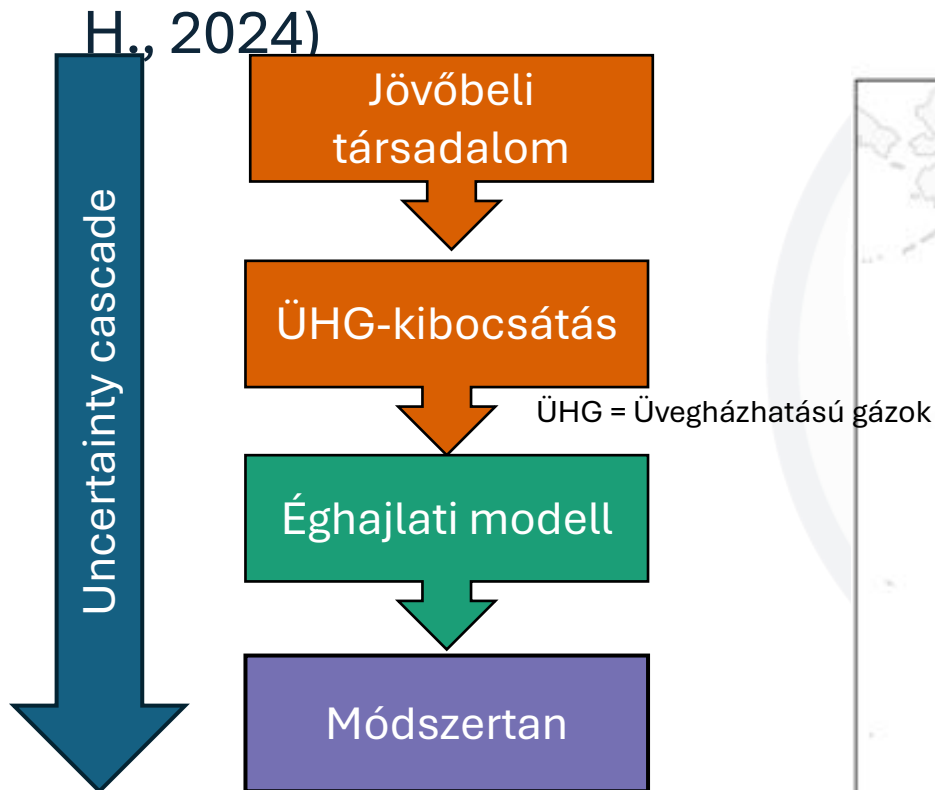 H., 2024)
Uncertainty cascade
Jövőbeli
társadalom
ÜHG-kibocsátás
ÜHG = Üvegházhatású gázok
Éghajlati modell
Módszertan